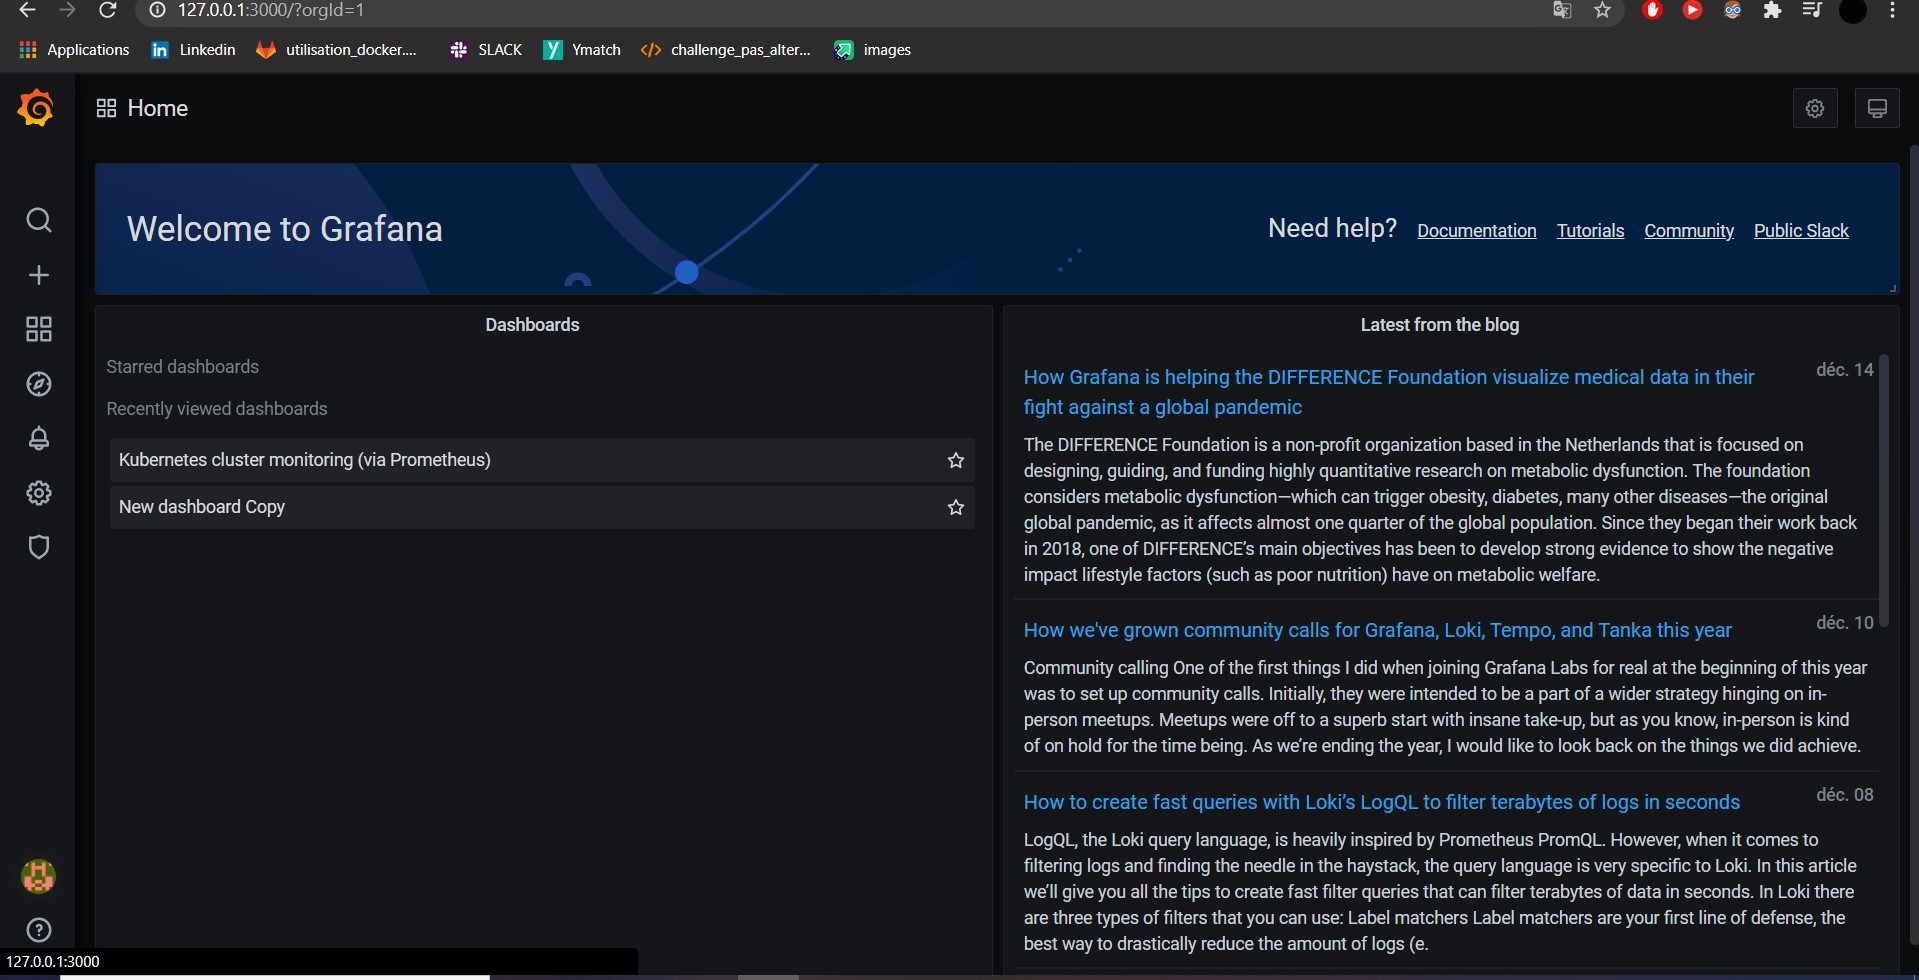 127.0.0.1:3000/?orgId=1
Applications Linkedin utilisation_docker.... SLACK Ymatch challenge_pas_alter... images
Home
Welcome to Grafana
Need help? Documentation Tutorials Community Public Slack
Dashboards
Starred dashboards
Recently viewed dashboards
Kubernetes cluster monitoring (via Prometheus)
New dashboard Copy
Latest from the blog
How Grafana is helping the DIFFERENCE Foundation visualize medical data in their
fight against a global pandemic
déc. 14
The DIFFERENCE Foundation is a non-profit organization based in the Netherlands that is focused on
designing, guiding, and funding highly quantitative research on metabolic dysfunction. The foundation
considers metabolic dysfunction—which can trigger obesity, diabetes, many other diseases—the original
global pandemic, as it affects almost one quarter of the global population. Since they began their work back
in 2018, one of DIFFERENCE’s main objectives has been to develop strong evidence to show the negative
impact lifestyle factors (such as poor nutrition) have on metabolic welfare.
How we've grown community calls for Grafana, Loki, Tempo, and Tanka this year
déc. 10
Community calling One of the first things I did when joining Grafana Labs for real at the beginning of this year
was to set up community calls. Initially, they were intended to be a part of a wider strategy hinging on in-
person meetups. Meetups were off to a superb start with insane take-up, but as you know, in-person is kind
of on hold for the time being. As we’re ending the year, I would like to look back on the things we did achieve.
How to create fast queries with Loki’s LogQL to filter terabytes of logs in seconds
déc. 08
LogQL, the Loki query language, is heavily inspired by Prometheus PromQL. However, when it comes to
filtering logs and finding the needle in the haystack, the query language is very specific to Loki. In this article
we’ll give you all the tips to create fast filter queries that can filter terabytes of data in seconds. In Loki there
are three types of filters that you can use: Label matchers Label matchers are your first line of defense, the
best way to drastically reduce the amount of logs (e.
127.0.0.1:3000